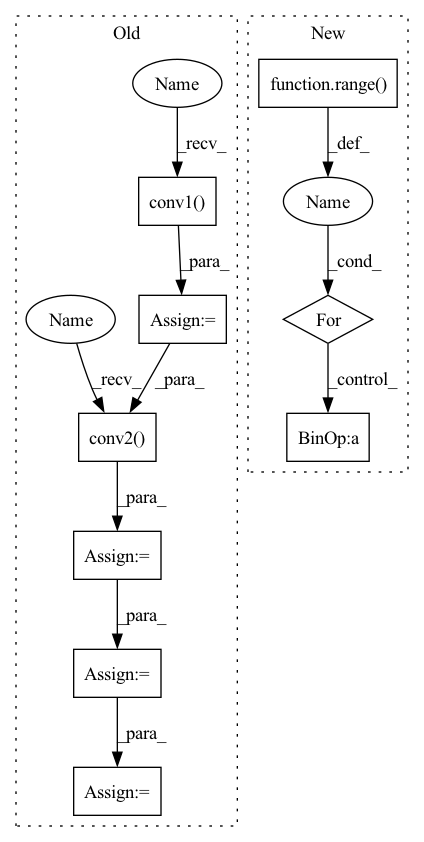 Old
New
Name
function.range()
_recv_
_def_
conv1()
Name
_para_
_cond_
Name
Assign:=
For
_recv_
_para_
_control_
conv2()
BinOp:a
_para_
Assign:=
_para_
Assign:=
_para_
Assign:=